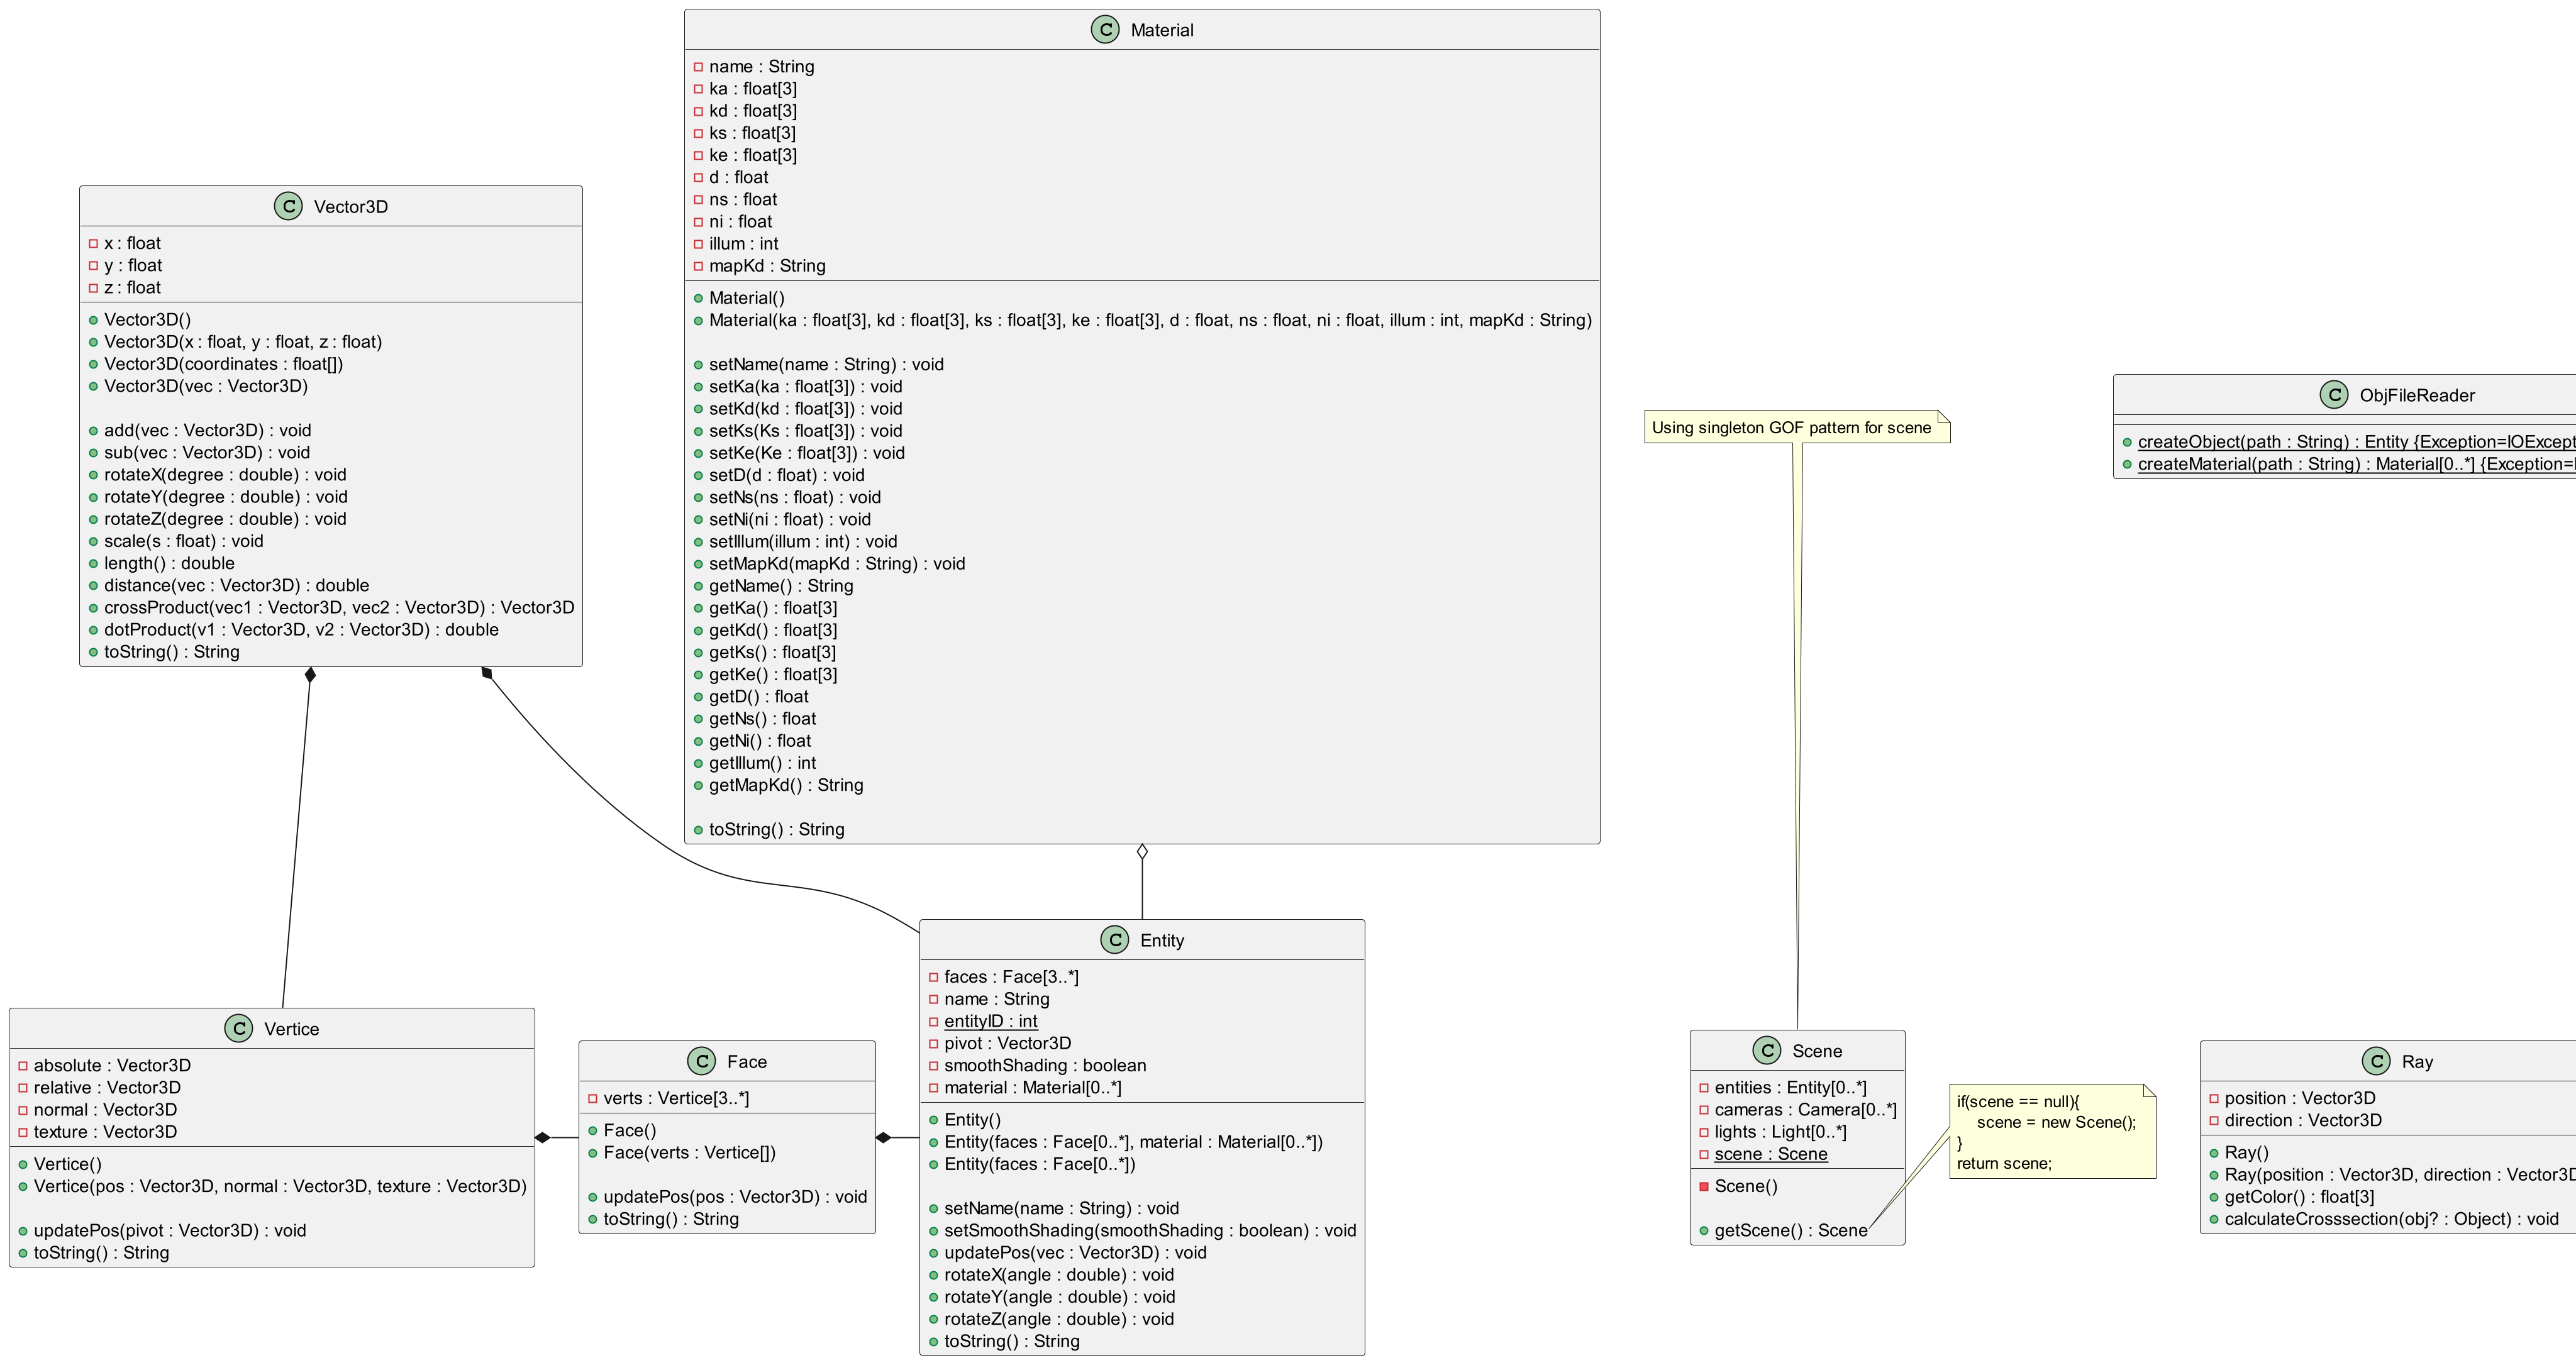 C Material
name : String
ka : float[3]
kd : float[3]
ks : float[3]
ke : float[3]
d : float
ns : float
ni : float
illum : int
mapKd : String
Material()
Material(ka : float[3], kd : float[3], ks : float[3], ke : float[3], d : float, ns : float, ni : float, illum : int, mapKd : String)
setName(name : String) : void
setKa(ka : float[3]) : void
setKd(kd : float[3]) : void
setKs(Ks : float[3]) : void
setKe(Ke : float[3]) : void
setD(d : float) : void
setNs(ns : float) : void
setNi(ni : float) : void
setIllum(illum : int) : void
setMapKd(mapKd : String) : void
getName() : String
getKa() : float[3]
getKd() : float[3]
getKs() : float[3]
getKe() : float[3]
getD() : float
getNs() : float
getNi() : float
getIllum() : int
getMapKd() : String
toString() : String
C Vector3D
x : float
y : float
z : float
Vector3D()
Vector3D(x : float, y : float, z : float)
Vector3D(coordinates : float[])
Vector3D(vec : Vector3D)
add(vec : Vector3D) : void
sub(vec : Vector3D) : void
rotateX(degree : double) : void
rotateY(degree : double) : void
rotateZ(degree : double) : void
scale(s : float) : void
length() : double
distance(vec : Vector3D) : double
crossProduct(vec1 : Vector3D, vec2 : Vector3D) : Vector3D
dotProduct(v1 : Vector3D, v2 : Vector3D) : double
toString() : String
Using singleton GOF pattern for scene
C ObjFileReader
createObject(path : String) : Entity {Exception=IOExcept
createMaterial(path : String) : Material[0..*] {Exception=
C Vertice
absolute : Vector3D
relative : Vector3D
normal : Vector3D
texture : Vector3D
Vertice()
Vertice(pos : Vector3D, normal : Vector3D, texture : Vector3D)
updatePos(pivot : Vector3D) : void
toString() : String
C Face
verts : Vertice[3..*]
Face()
Face(verts : Vertice[])
updatePos(pos : Vector3D) : void
toString() : String
C Entity
faces : Face[3..*]
name : String
entityID : int
pivot : Vector3D
smoothShading : boolean
material : Material[0..*]
Entity()
Entity(faces : Face[0..*], material : Material[0..*])
Entity(faces : Face[0..*])
setName(name : String) : void
setSmoothShading(smoothShading : boolean) : void
updatePos(vec : Vector3D) : void
rotateX(angle : double) : void
rotateY(angle : double) : void
rotateZ(angle : double) : void
toString() : String
C Scene
entities : Entity[0..*]
cameras : Camera[0..*]
lights : Light[0..*]
scene : Scene
Scene()
getScene() : Scene
if(scene == null){
scene = new Scene();
}
return scene;
C Ray
position : Vector3D
direction : Vector3D
Ray()
Ray(position : Vector3D, direction : Vector3D
getColor() : float[3]
calculateCrosssection(obj? : Object) : void